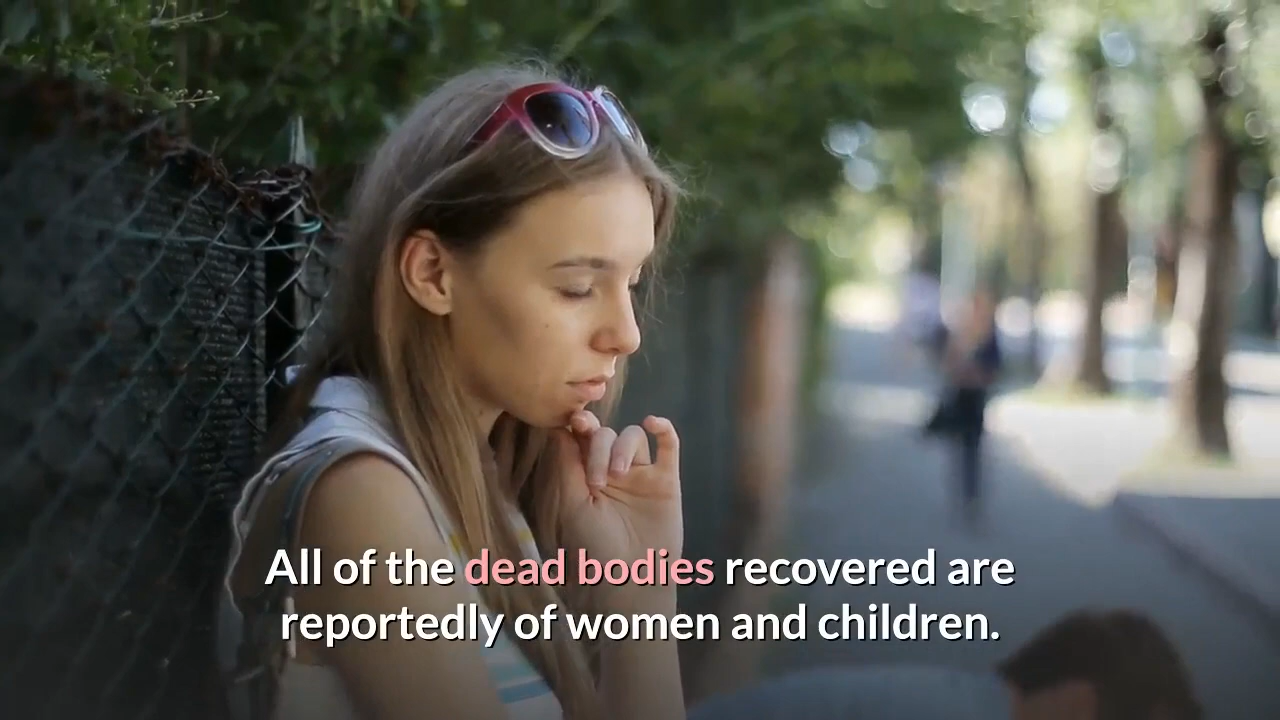 All of the dead bodies recovered are
reportedly of women and children.